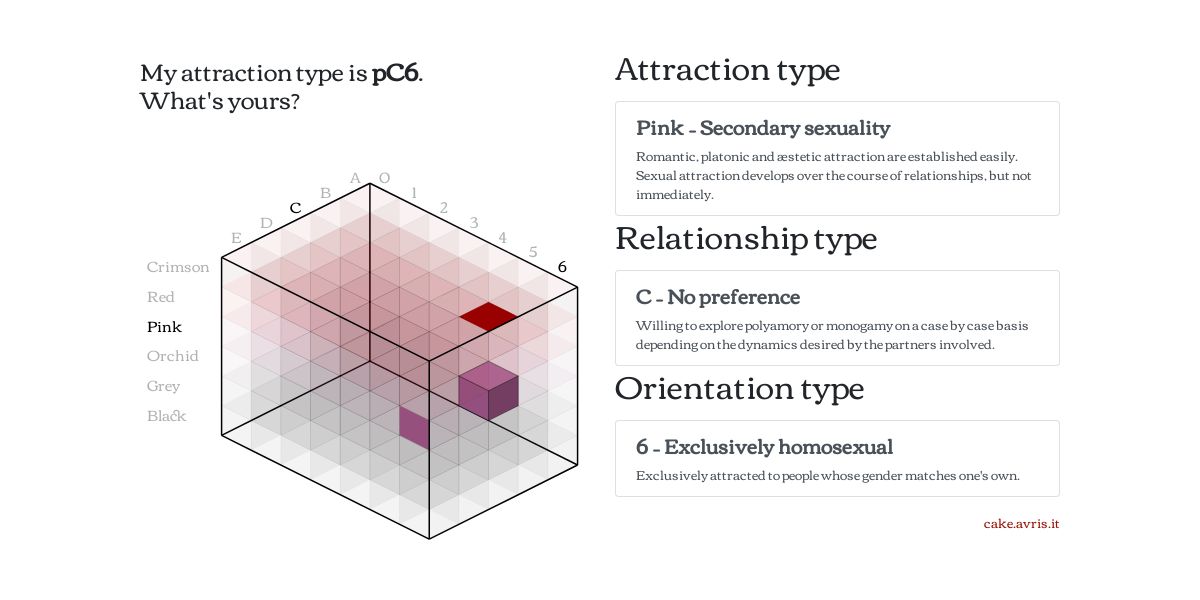 My attraction type is pC6.
What's yours?
A
O
B
1
C
2
D
3
E
4
5
6
Crimson
Red
Pink
Orchid
Grey
Black
Attraction type
Pink - Secondary sexuality
Romantic, platonic and æstetic attraction are established easily.
Sexual attraction develops over the course of relationships, but not
immediately.
Relationship type
C - No preference
Willing to explore polyamory or monogamy on a case by case basis
depending on the dynamics desired by the partners involved.
Orientation type
6 - Exclusively homosexual
Exclusively attracted to people whose gender matches one's own.
cake.avris.it